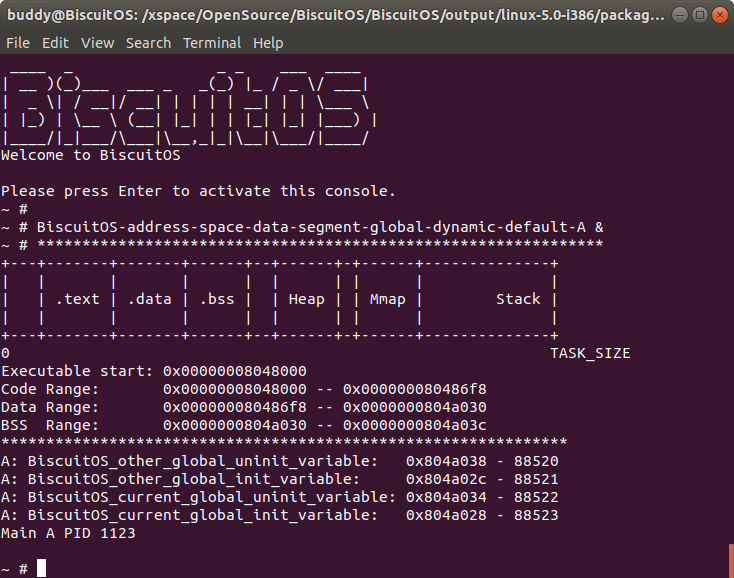 buddy@BiscuitOS: /xspace/OpenSource/BiscuitOS/BiscuitOS/output/linux-5.0-i386/packag...
File Edit View Search Terminal Help
BiscuitOS
Welcome to BiscuitOS
Please press Enter to activate this console.
~ #
~ # BiscuitOS-address-space-data-segment-global-dynamic-default-A &
~ # ***************************************************************
+---+-------+-------+------+--+------+-+------+--------------+
|   |       |       |      |  |      | |      |              |
|   | .text | .data | .bss |  | Heap | | Mmap |        Stack |
|   |       |       |      |  |      | |      |              |
+---+-------+-------+------+--+------+-+------+--------------+
0                                                            TASK_SIZE
Executable start: 0x00000008048000
Code Range:       0x00000008048000 -- 0x000000080486f8
Data Range:       0x000000080486f8 -- 0x0000000804a030
BSS  Range:       0x0000000804a030 -- 0x0000000804a03c
***************************************************************
A: BiscuitOS_other_global_uninit_variable:   0x804a038 - 88520
A: BiscuitOS_other_global_init_variable:     0x804a02c - 88521
A: BiscuitOS_current_global_uninit_variable: 0x804a034 - 88522
A: BiscuitOS_current_global_init_variable:   0x804a028 - 88523
Main A PID 1123
~ #